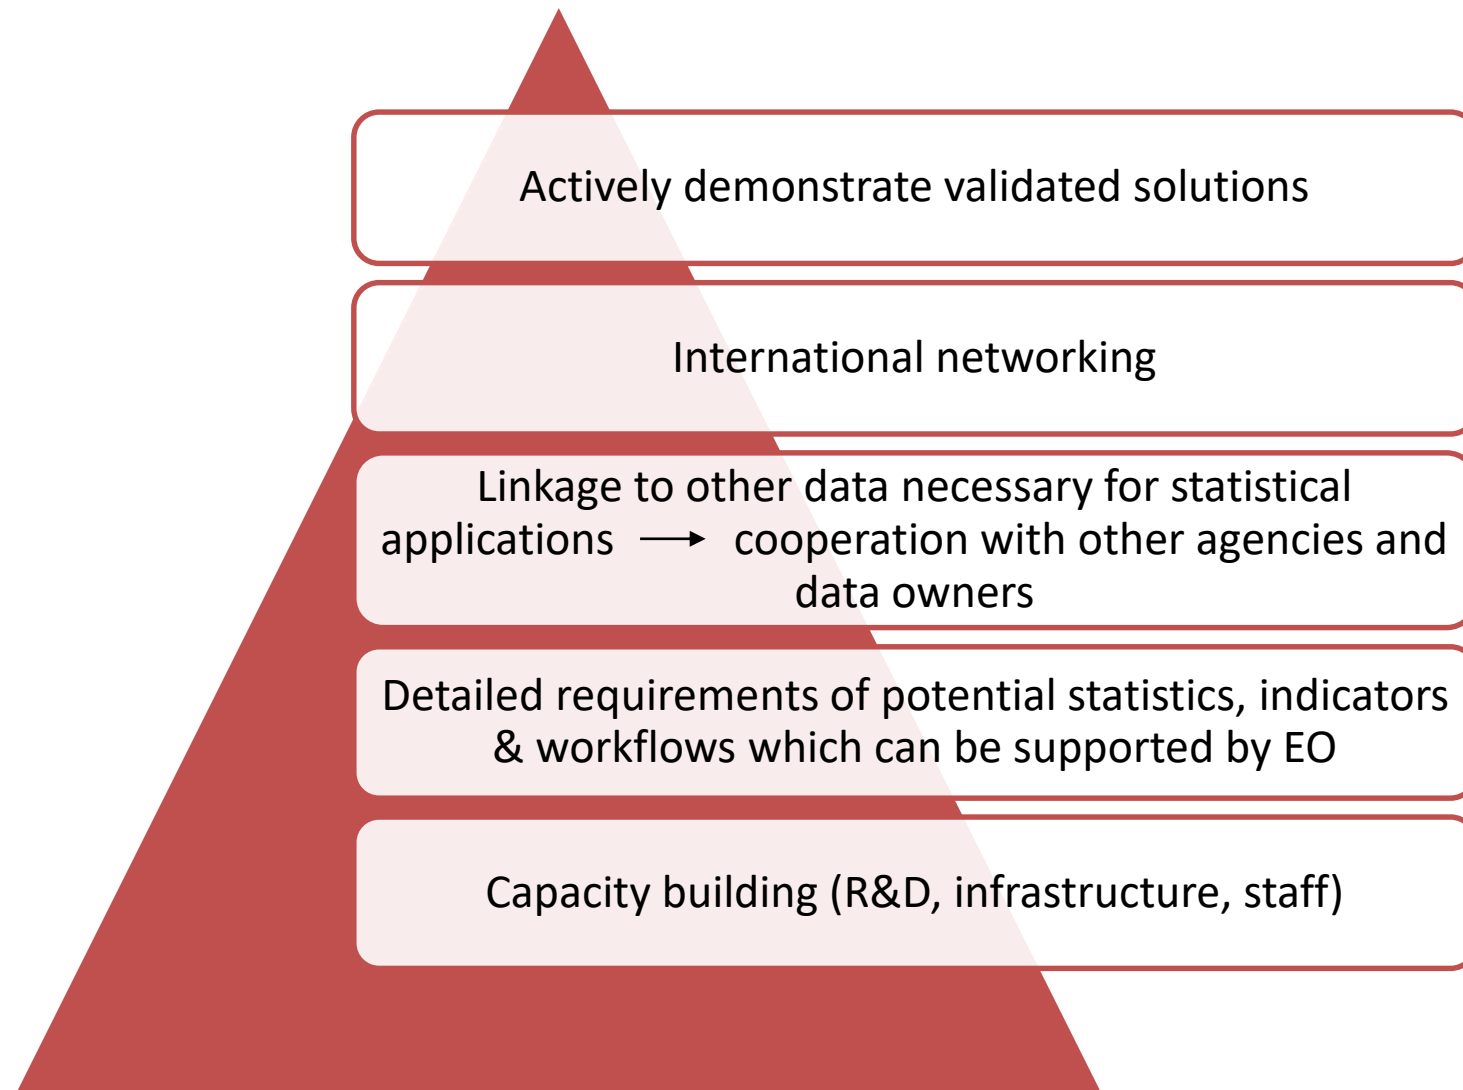 Actively demonstrate validated solutions
International networking
Linkage to other data necessary for statistical
applications → cooperation with other agencies and
data owners
Detailed requirements of potential statistics, indicators
& workflows which can be supported by EO
Capacity building (R&D, infrastructure, staff)